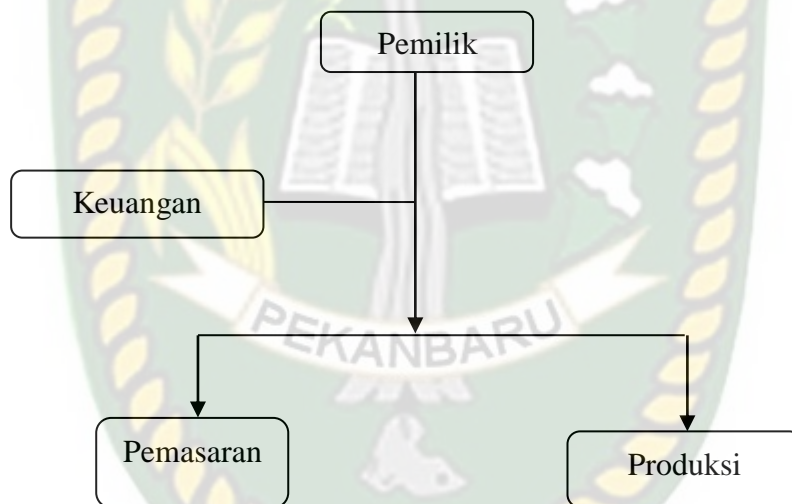 Pemilik
Keuangan
PEKANBARU
Pemasaran
Produksi